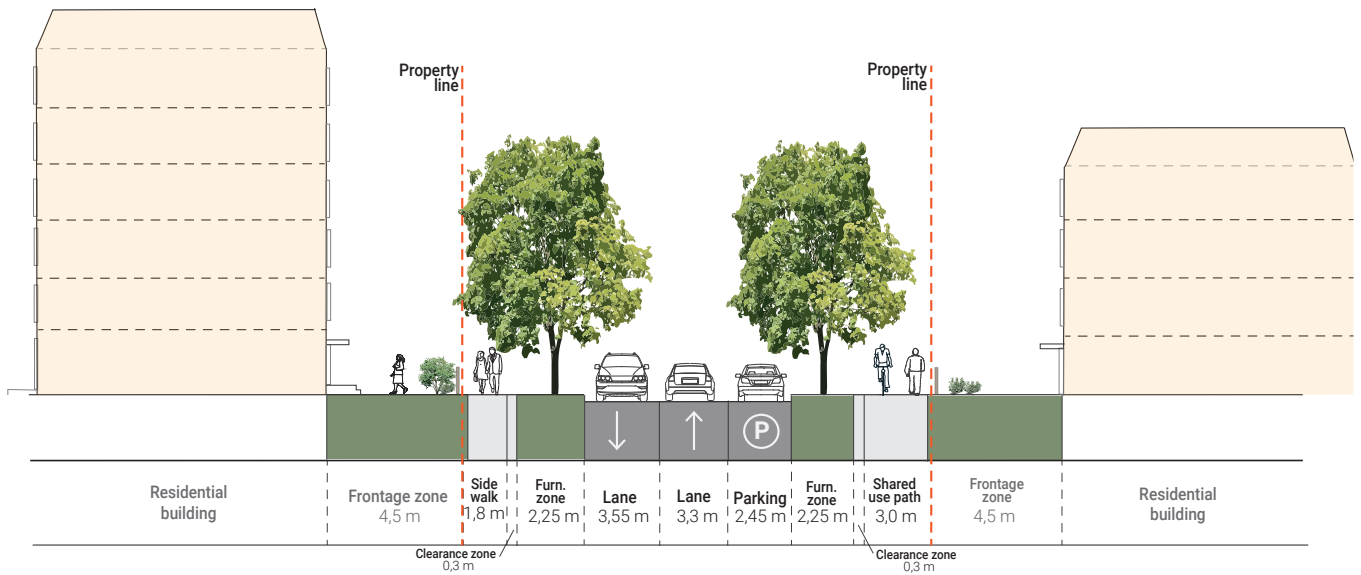 Property
line
Property
line
P
Residential
building
Frontage zone
4,5 m
Side
walk
1,8 m
Furn.
zone
2,25 m
Lane
3,55 m
Lane
3,3 m
Parking
2,45 m
Furn.
zone
2,25 m
Shared
use path
3,0 m
Frontage
zone
4,5 m
Residential
building
Clearance zone
0,3 m
Clearance zone
0,3 m